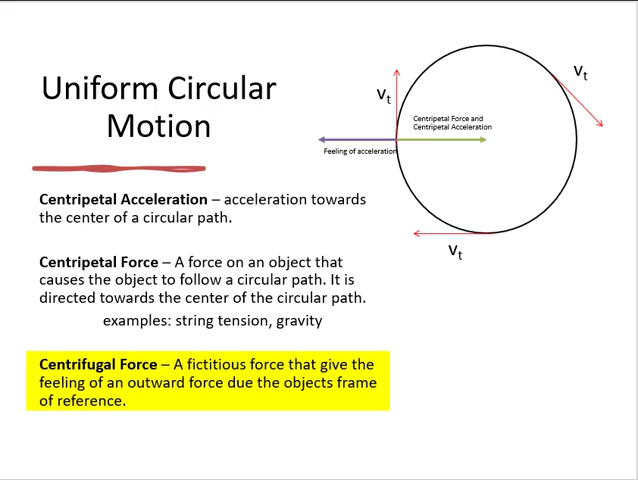 Uniform Circular
Motion
Centripetal Acceleration – acceleration towards
the center of a circular path.
Centripetal Force – A force on an object that
causes the object to follow a circular path. It is
directed towards the center of the circular path.
examples: string tension, gravity
Centrifugal Force – A fictitious force that give the
feeling of an outward force due the objects frame
of reference.
vt
vt
Centripetal Force and
Centripetal Acceleration
Feeling of acceleration
vt